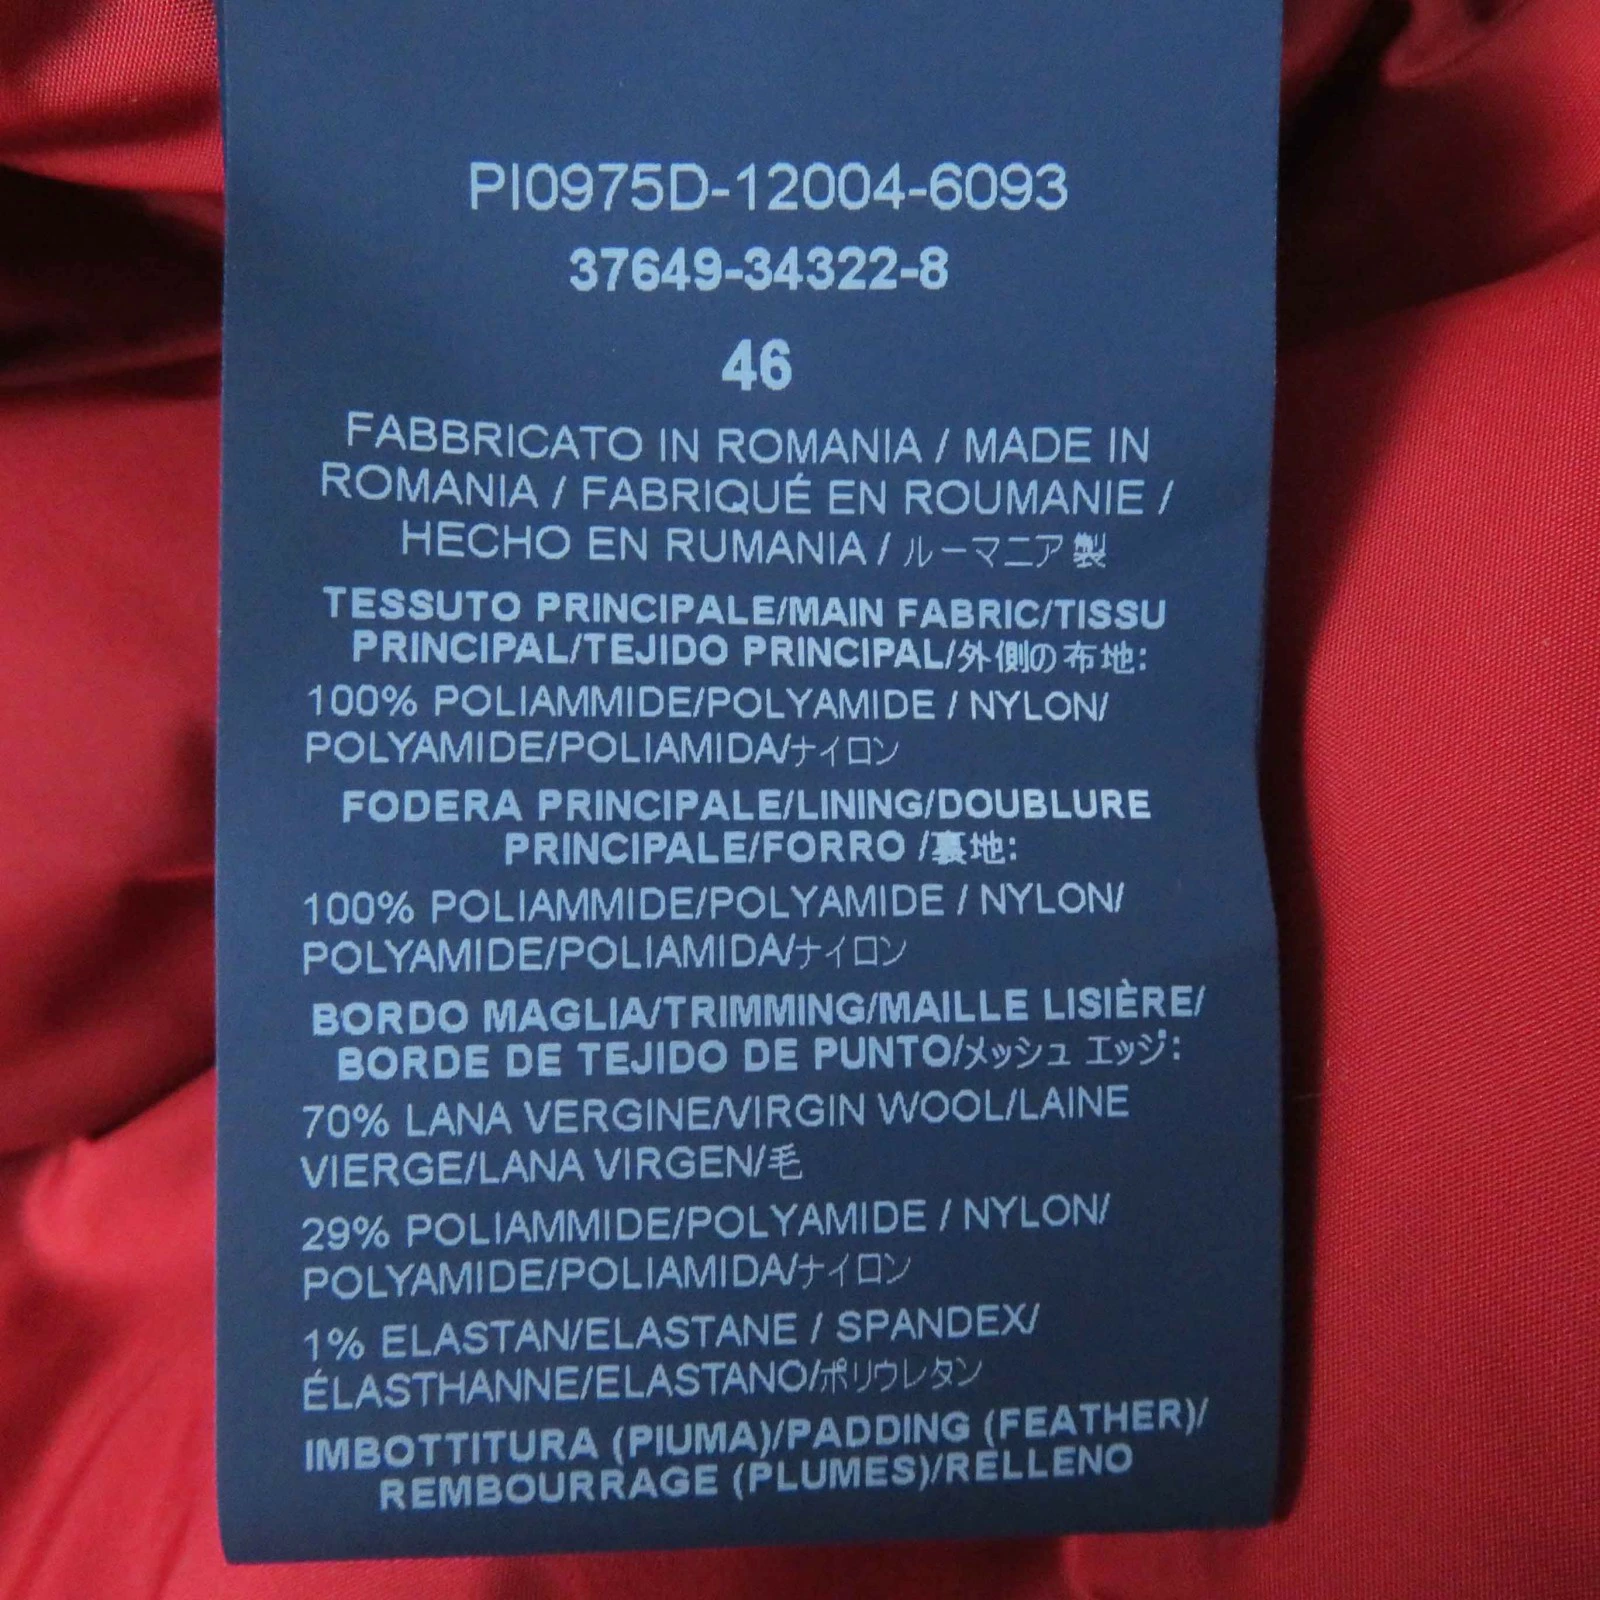 PI0975D-12004-6093
37649-34322-8
46
FABBRICATO IN ROMANIA / MADE IN
ROMANIA / FABRIQUÉ EN ROUMANIE /
HECHO EN RUMANIA / ルーマニア製
TESSUTO PRINCIPALE/MAIN FABRIC/TISSU
PRINCIPAL/TEJIDO PRINCIPAL/外側の布地:
100% POLIAMMIDE/POLYAMIDE / NYLON/
POLYAMIDE/POLIAMIDA/ナイロン
FODERA PRINCIPALE/LINING/DOUBLURE
PRINCIPALE/FORRO /裏地:
100% POLIAMMIDE/POLYAMIDE / NYLON/
POLYAMIDE/POLIAMIDA/ナイロン
BORDO MAGLIA/TRIMMING/MAILLE LISIÈRE/
BORDE DE TEJIDO DE PUNTO/メッシュ エッジ:
70% LANA VERGINE/VIRGIN WOOL/LAINE
VIERGE/LANA VIRGEN/毛
29% POLIAMMIDE/POLYAMIDE / NYLON/
POLYAMIDE/POLIAMIDA/ナイロン
1% ELASTAN/ELASTANE / SPANDEX/
ÉLASTHANNE/ELASTANO/ポリウレタン
IMBOTTITURA (PIUMA)/PADDING (FEATHER)/
REMBOURRAGE (PLUMES)/RELLENO